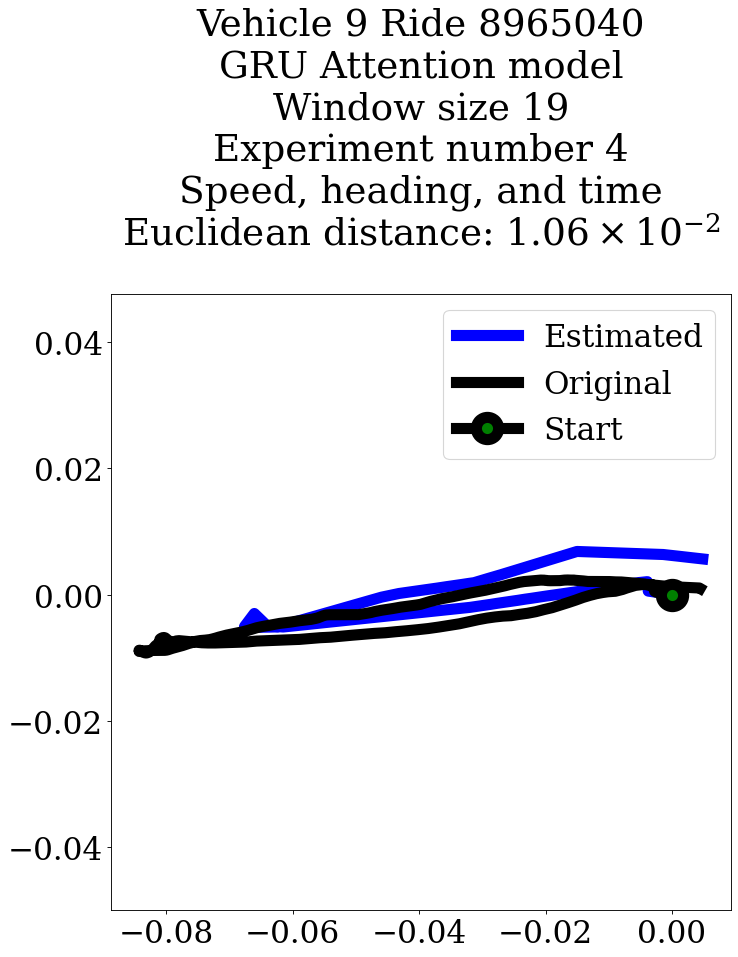 Vehicle 9 Ride 8965040
GRU Attention model
Window size 19
Experiment number 4
Speed, heading, and time
Euclidean distance: 1.06 × 10⁻²
Estimated
Original
Start
0.04
0.02
0.00
−0.02
−0.04
−0.08 −0.06 −0.04 −0.02 0.00